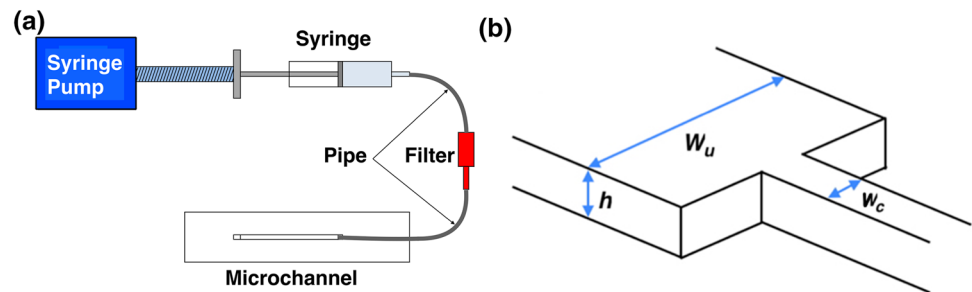 (a)
Syringe
Pump
Syringe
Pipe
Filter
Microchannel
(b)
Wu
h
Wc